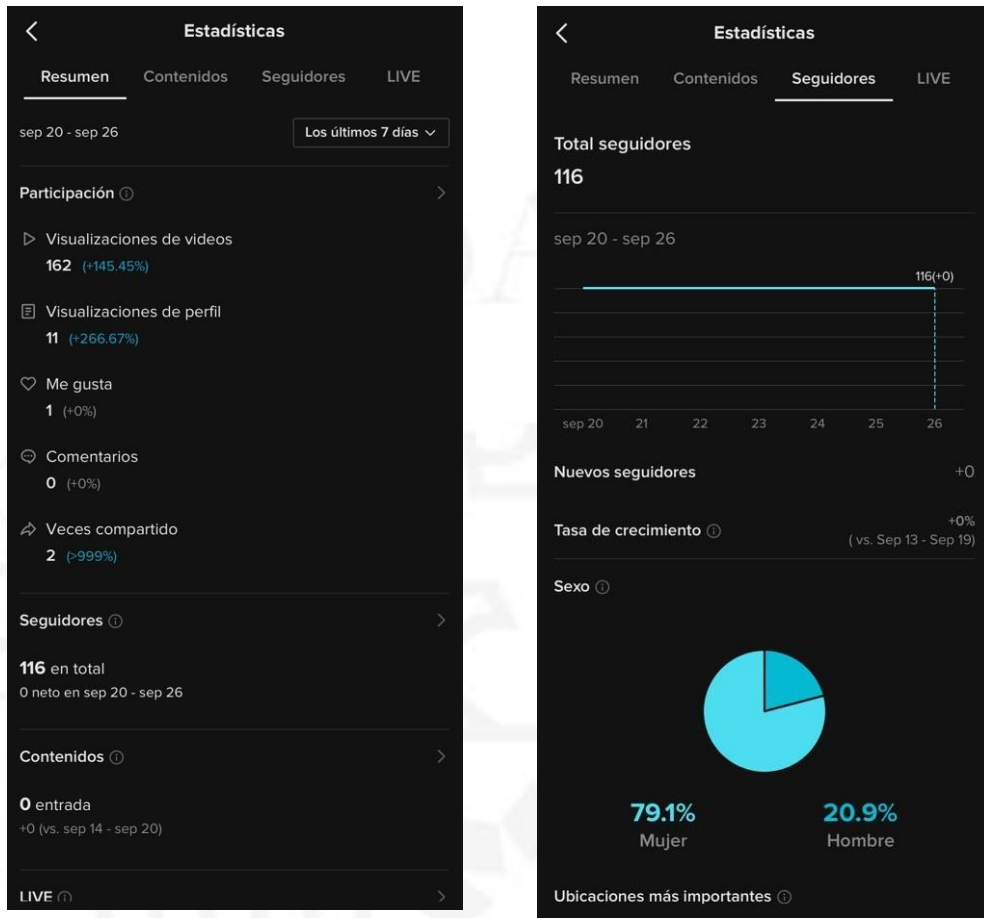 Estadísticas
Resumen Contenidos Seguidores LIVE
sep 20 - sep 26 Los últimos 7 días
Participación
Visualizaciones de videos
162 (+145.45%)
Visualizaciones de perfil
11 (+266.67%)
Me gusta
1 (+0%)
Comentarios
0 (+0%)
Veces compartido
2 (>999%)
Seguidores
116 en total
0 neto en sep 20 - sep 26
Contenidos
0 entrada
+0 (vs. sep 14 - sep 20)
LIVE
Estadísticas
Resumen Contenidos Seguidores LIVE
Total seguidores
116
sep 20 - sep 26
116(+0)
sep 20 21 22 23 24 25 26
Nuevos seguidores +0
Tasa de crecimiento +0%
( vs. Sep 13 - Sep 19)
Sexo
79.1% 20.9%
Mujer Hombre
Ubicaciones más importantes